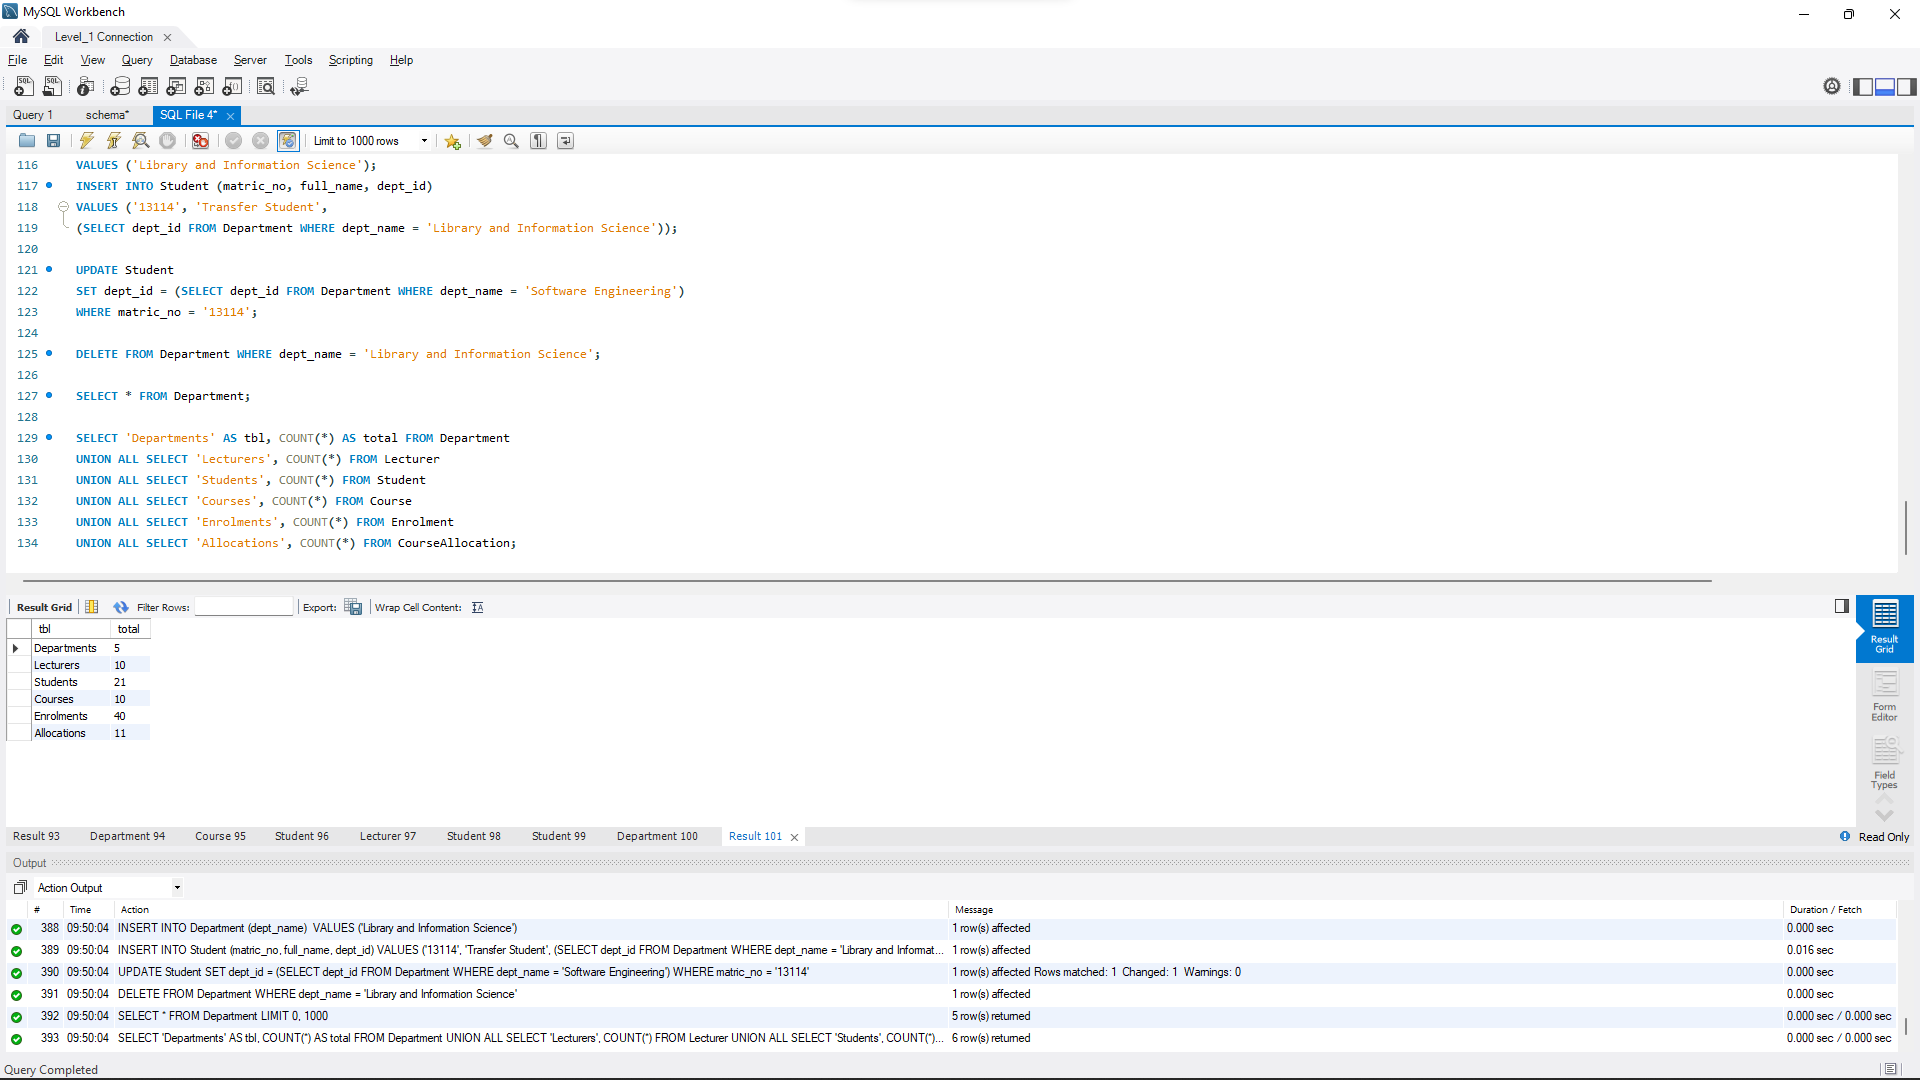 MySQL Workbench
Level_1 Connection
File Edit View Query Database Server Tools Scripting Help
Query 1 schema* SQL File 4*
Limit to 1000 rows
116 VALUES ('Library and Information Science');
117 INSERT INTO Student (matric_no, full_name, dept_id)
118 VALUES ('13114', 'Transfer Student',
119 (SELECT dept_id FROM Department WHERE dept_name = 'Library and Information Science'));
120
121 UPDATE Student
122 SET dept_id = (SELECT dept_id FROM Department WHERE dept_name = 'Software Engineering')
123 WHERE matric_no = '13114';
124
125 DELETE FROM Department WHERE dept_name = 'Library and Information Science';
126
127 SELECT * FROM Department;
128
129 SELECT 'Departments' AS tbl, COUNT(*) AS total FROM Department
130 UNION ALL SELECT 'Lecturers', COUNT(*) FROM Lecturer
131 UNION ALL SELECT 'Students', COUNT(*) FROM Student
132 UNION ALL SELECT 'Courses', COUNT(*) FROM Course
133 UNION ALL SELECT 'Enrolments', COUNT(*) FROM Enrolment
134 UNION ALL SELECT 'Allocations', COUNT(*) FROM CourseAllocation;
Result Grid Filter Rows: Export: Wrap Cell Content:
tbl total
Departments 5
Lecturers 10
Students 21
Courses 10
Enrolments 40
Allocations 11
Result Grid
Form Editor
Field Types
Result 93 Department 94 Course 95 Student 96 Lecturer 97 Student 98 Student 99 Department 100 Result 101 Read Only
Output
Action Output
# Time Action Message Duration / Fetch
388 09:50:04 INSERT INTO Department (dept_name) VALUES ('Library and Information Science') 1 row(s) affected 0.000 sec
389 09:50:04 INSERT INTO Student (matric_no, full_name, dept_id) VALUES ('13114', 'Transfer Student', (SELECT dept_id FROM Department WHERE dept_name = 'Library and Informat... 1 row(s) affected 0.016 sec
390 09:50:04 UPDATE Student SET dept_id = (SELECT dept_id FROM Department WHERE dept_name = 'Software Engineering') WHERE matric_no = '13114' 1 row(s) affected Rows matched: 1 Changed: 1 Warnings: 0 0.000 sec
391 09:50:04 DELETE FROM Department WHERE dept_name = 'Library and Information Science' 1 row(s) affected 0.000 sec
392 09:50:04 SELECT * FROM Department LIMIT 0, 1000 5 row(s) returned 0.000 sec / 0.000 sec
393 09:50:04 SELECT 'Departments' AS tbl, COUNT(*) AS total FROM Department UNION ALL SELECT 'Lecturers', COUNT(*) FROM Lecturer UNION ALL SELECT 'Students', COUNT(*)... 6 row(s) returned 0.000 sec / 0.000 sec
Query Completed